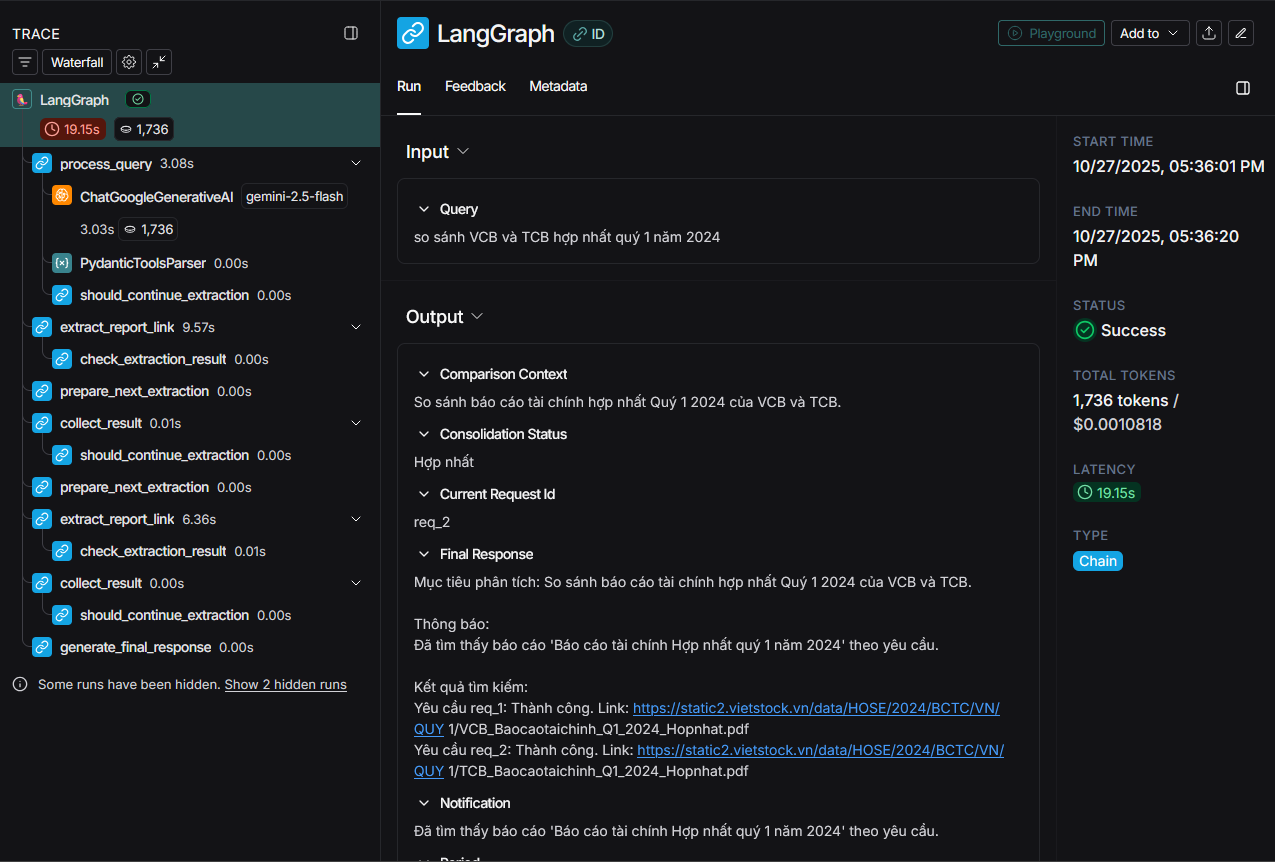 TRACE
Waterfall
LangGraph
19.15s 1,736
process_query 3.08s
ChatGoogleGenerativeAI gemini-2.5-flash
3.03s 1,736
PydanticToolsParser 0.00s
should_continue_extraction 0.00s
extract_report_link 9.57s
check_extraction_result 0.00s
prepare_next_extraction 0.00s
collect_result 0.01s
should_continue_extraction 0.00s
prepare_next_extraction 0.00s
extract_report_link 6.36s
check_extraction_result 0.01s
collect_result 0.00s
should_continue_extraction 0.00s
generate_final_response 0.00s
Some runs have been hidden. Show 2 hidden runs
LangGraph ID
Playground Add to
Run Feedback Metadata
Input
Query
so sánh VCB và TCB hợp nhất quý 1 năm 2024
Output
Comparison Context
So sánh báo cáo tài chính hợp nhất Quý 1 2024 của VCB và TCB.
Consolidation Status
Hợp nhất
Current Request Id
req_2
Final Response
Mục tiêu phân tích: So sánh báo cáo tài chính hợp nhất Quý 1 2024 của VCB và TCB.
Thông báo:
Đã tìm thấy báo cáo 'Báo cáo tài chính Hợp nhất quý 1 năm 2024' theo yêu cầu.
Kết quả tìm kiếm:
Yêu cầu req_1: Thành công. Link: https://static2.vietstock.vn/data/HOSE/2024/BCTC/VN/
QUY 1/VCB_Baocaotaichinh_Q1_2024_Hopnhat.pdf
Yêu cầu req_2: Thành công. Link: https://static2.vietstock.vn/data/HOSE/2024/BCTC/VN/
QUY 1/TCB_Baocaotaichinh_Q1_2024_Hopnhat.pdf
Notification
Đã tìm thấy báo cáo 'Báo cáo tài chính Hợp nhất quý 1 năm 2024' theo yêu cầu.
Period
START TIME
10/27/2025, 05:36:01 PM
END TIME
10/27/2025, 05:36:20
PM
STATUS
Success
TOTAL TOKENS
1,736 tokens /
$0.0010818
LATENCY
19.15s
TYPE
Chain